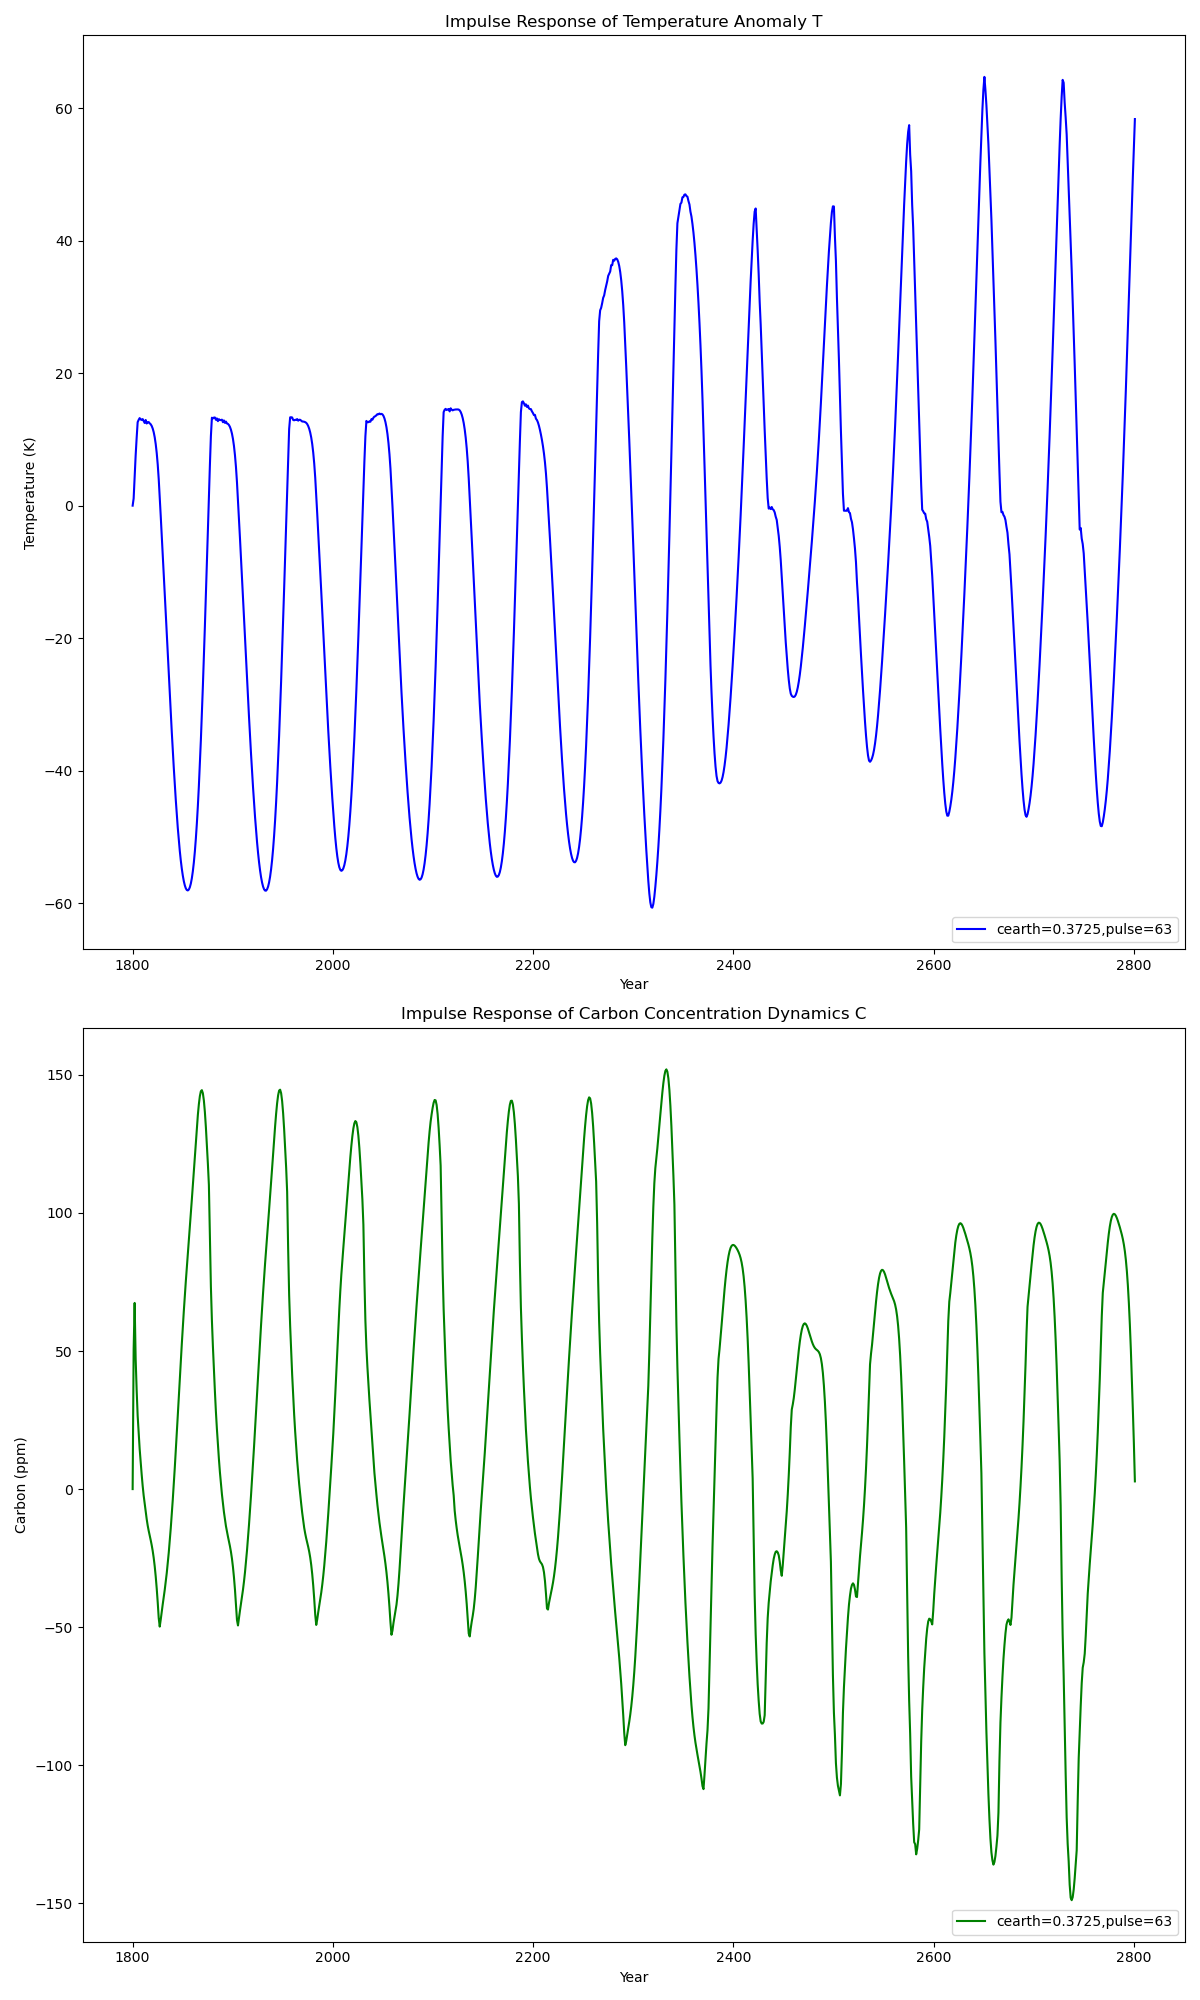 Impulse Response of Temperature Anomaly T
Temperature (K)
60
40
20
0
−20
−40
−60
cearth=0.3725,pulse=63
1800 2000 2200 2400 2600 2800
Year
Impulse Response of Carbon Concentration Dynamics C
Carbon (ppm)
150
100
50
0
−50
−100
−150
cearth=0.3725,pulse=63
1800 2000 2200 2400 2600 2800
Year